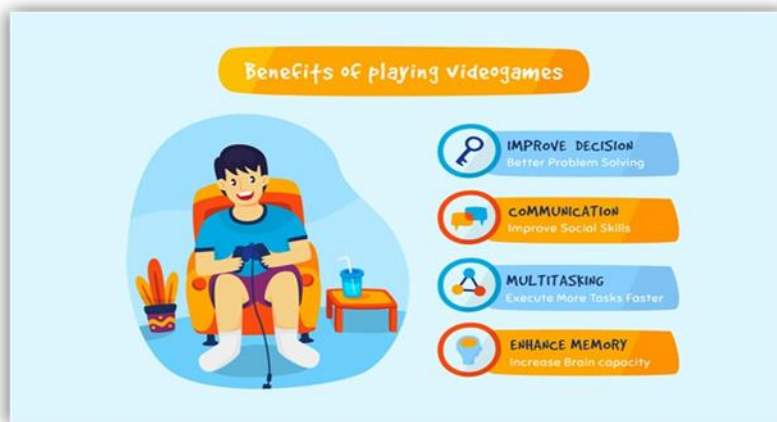 Benefits of playing Videogames
IMPROVE DECISION
Better Problem Solving
COMMUNICATION
Improve Social Skills
MULTITASKING
Execute More Tasks Faster
ENHANCE MEMORY
Increase Brain capacity